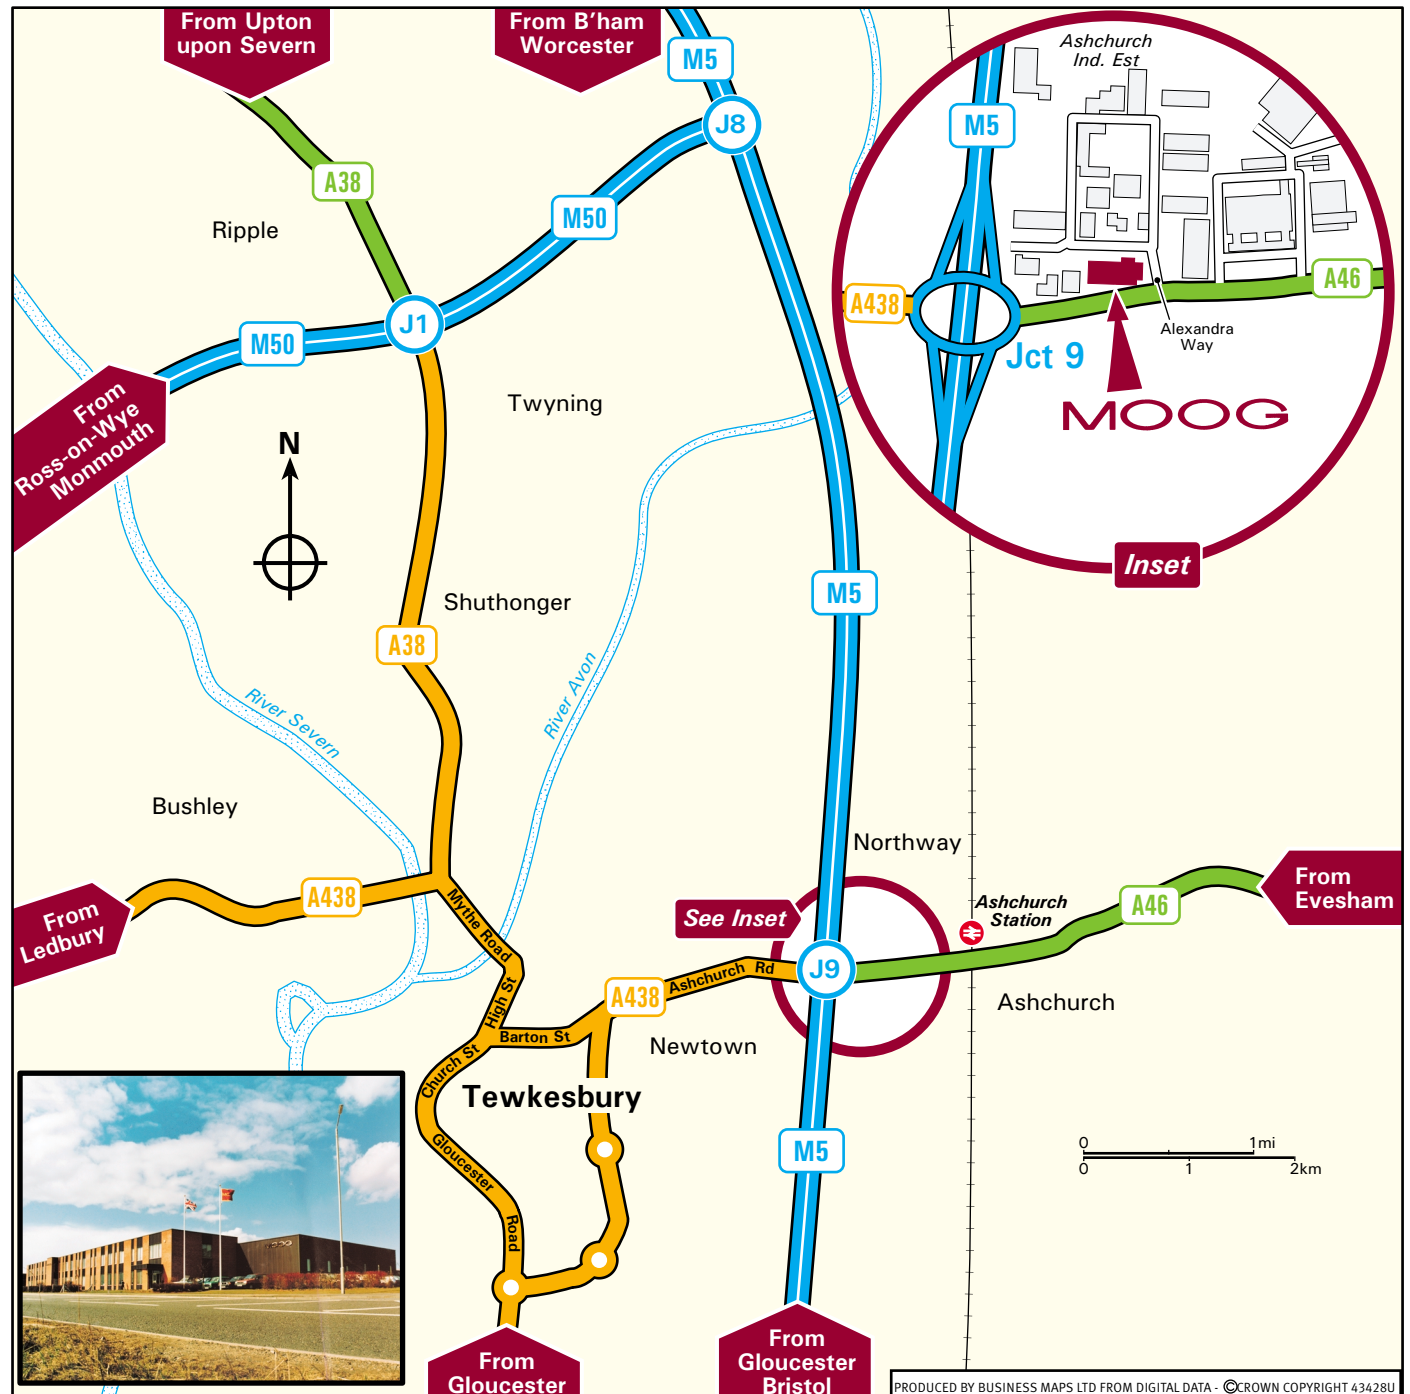 From Upton
upon Severn
From B'ham
Worcester
M5
J8
A38
Ripple
M50
J1
M50
From
Ross-on-Wye
Monmouth
N
Twyning
Shuthonger
A38
River Severn
River Avon
M5
Bushley
A438
From
Ledbury
Mythe Road
High St
Barton St
Church St
Gloucester
Road
Tewkesbury
A438
Ashchurch Rd
Newtown
See Inset
Northway
J9
Ashchurch
Station
A46
From
Evesham
Ashchurch
M5
0 1mi
0 1 2km
From
Gloucester
From
Gloucester
Bristol
Ashchurch
Ind. Est
M5
A438
A46
Jct 9
Alexandra
Way
MOOG
Inset
MOOG
PRODUCED BY BUSINESS MAPS LTD FROM DIGITAL DATA - ©CROWN COPYRIGHT 43428U